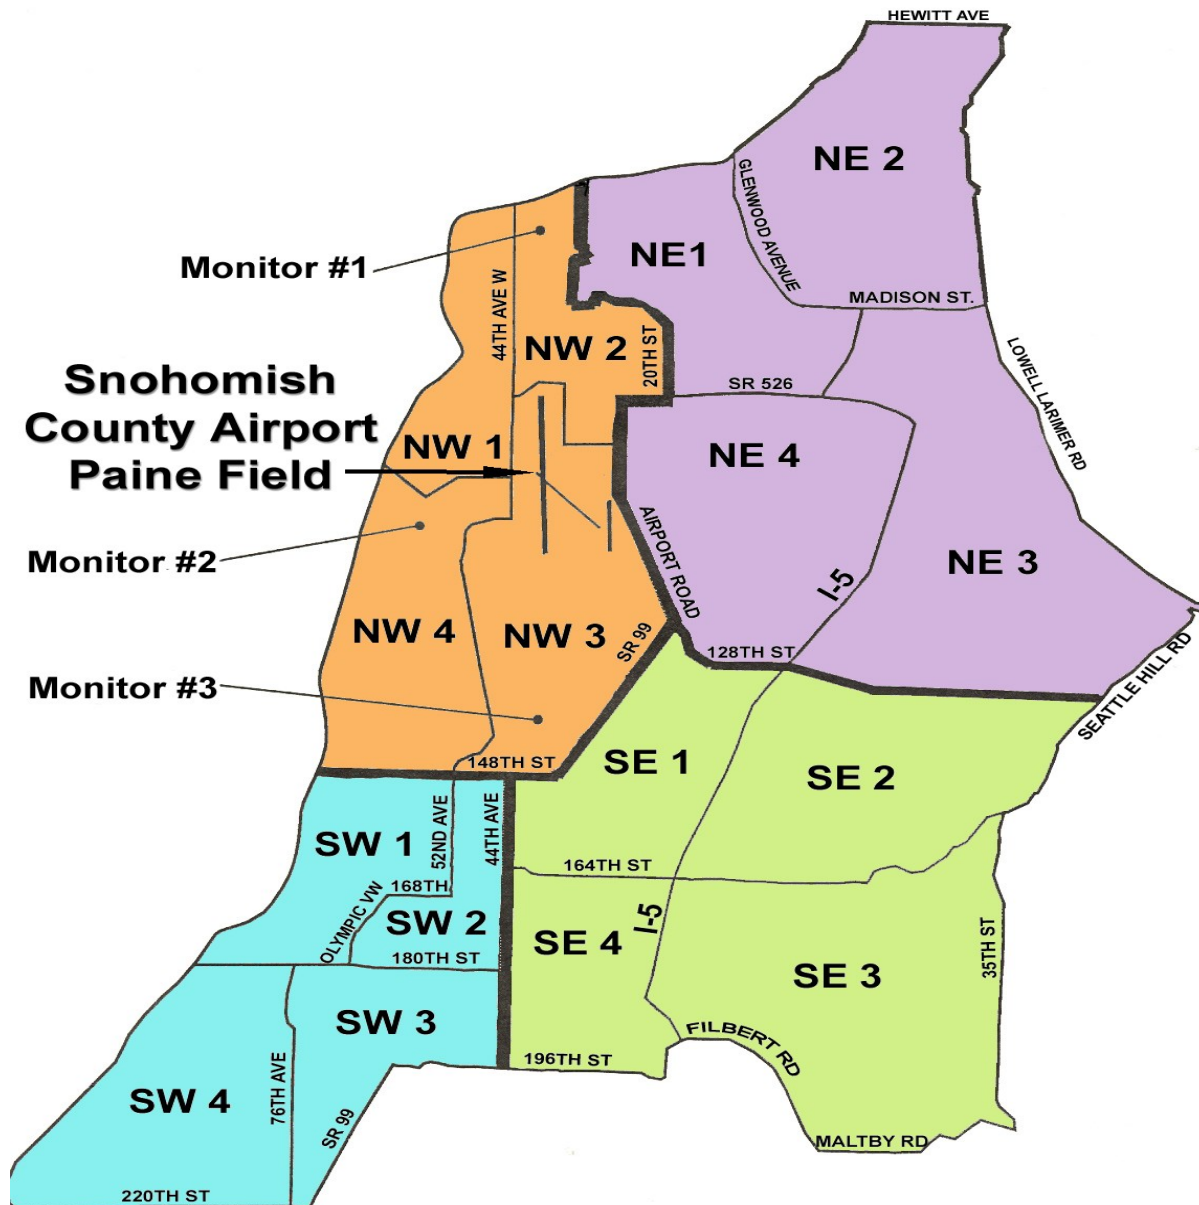 HEWITT AVE
NE 2
GLENWOOD AVENUE
NE1
Monitor #1
44TH AVE W
MADISON ST.
NW 2
20TH ST
LOWELL LARIMER RD
Snohomish
County Airport
Paine Field
SR 526
NW 1
NE 4
AIRPORT ROAD
Monitor #2
NE 3
I-5
NW 4
NW 3
SR 99
128TH ST
SEATTLE HILL RD
Monitor #3
148TH ST
SE 1
SE 2
SW 1
52ND AVE
44TH AVE
164TH ST
168TH
OLYMPIC VW
SW 2
I-5
SE 4
180TH ST
35TH ST
SE 3
SW 3
FILBERT RD
196TH ST
76TH AVE
SW 4
SR 99
MALTBY RD
220TH ST